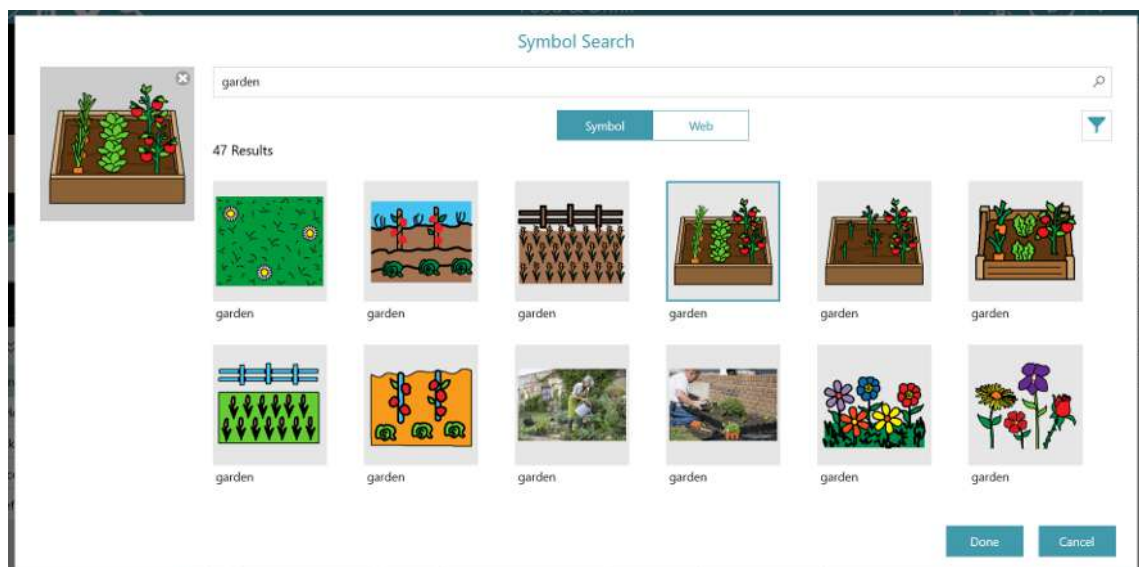 Symbol Search
garden
Symbol Web
47 Results
garden garden garden garden garden garden
garden garden garden garden garden garden
Done Cancel